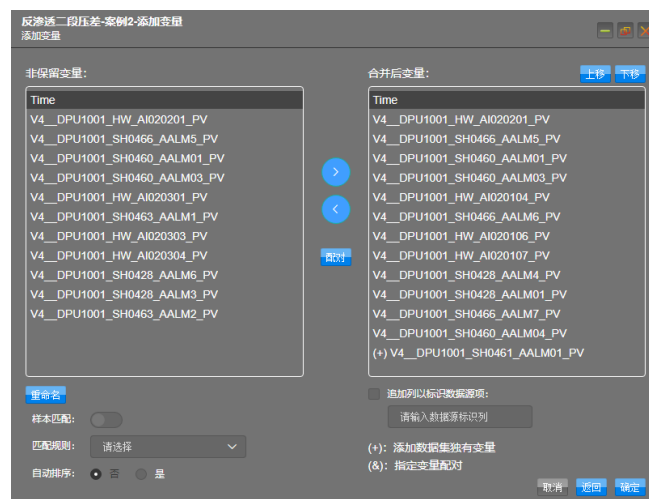 反渗透二段压差-案例2-添加变量
添加变量
非保留变量：
合并后变量：
上移 下移
Time
V4__DPU1001_HW_AI020201_PV
V4__DPU1001_SH0466_AALM5_PV
V4__DPU1001_SH0460_AALM01_PV
V4__DPU1001_SH0460_AALM03_PV
V4__DPU1001_HW_AI020301_PV
V4__DPU1001_SH0463_AALM1_PV
V4__DPU1001_HW_AI020303_PV
V4__DPU1001_HW_AI020304_PV
V4__DPU1001_SH0428_AALM6_PV
V4__DPU1001_SH0428_AALM3_PV
V4__DPU1001_SH0463_AALM2_PV
配对
Time
V4__DPU1001_HW_AI020201_PV
V4__DPU1001_SH0466_AALM5_PV
V4__DPU1001_SH0460_AALM01_PV
V4__DPU1001_SH0460_AALM03_PV
V4__DPU1001_HW_AI020104_PV
V4__DPU1001_SH0466_AALM6_PV
V4__DPU1001_HW_AI020106_PV
V4__DPU1001_HW_AI020107_PV
V4__DPU1001_SH0428_AALM4_PV
V4__DPU1001_SH0428_AALM01_PV
V4__DPU1001_SH0466_AALM7_PV
V4__DPU1001_SH0460_AALM04_PV
(+) V4__DPU1001_SH0461_AALM01_PV
重命名
样本匹配：
匹配规则： 请选择
自动排序： 否 是
追加列以标识数据源项：
请输入数据源标识列
(+)：添加数据集独有变量
(&)：指定变量配对
取消 返回 确定